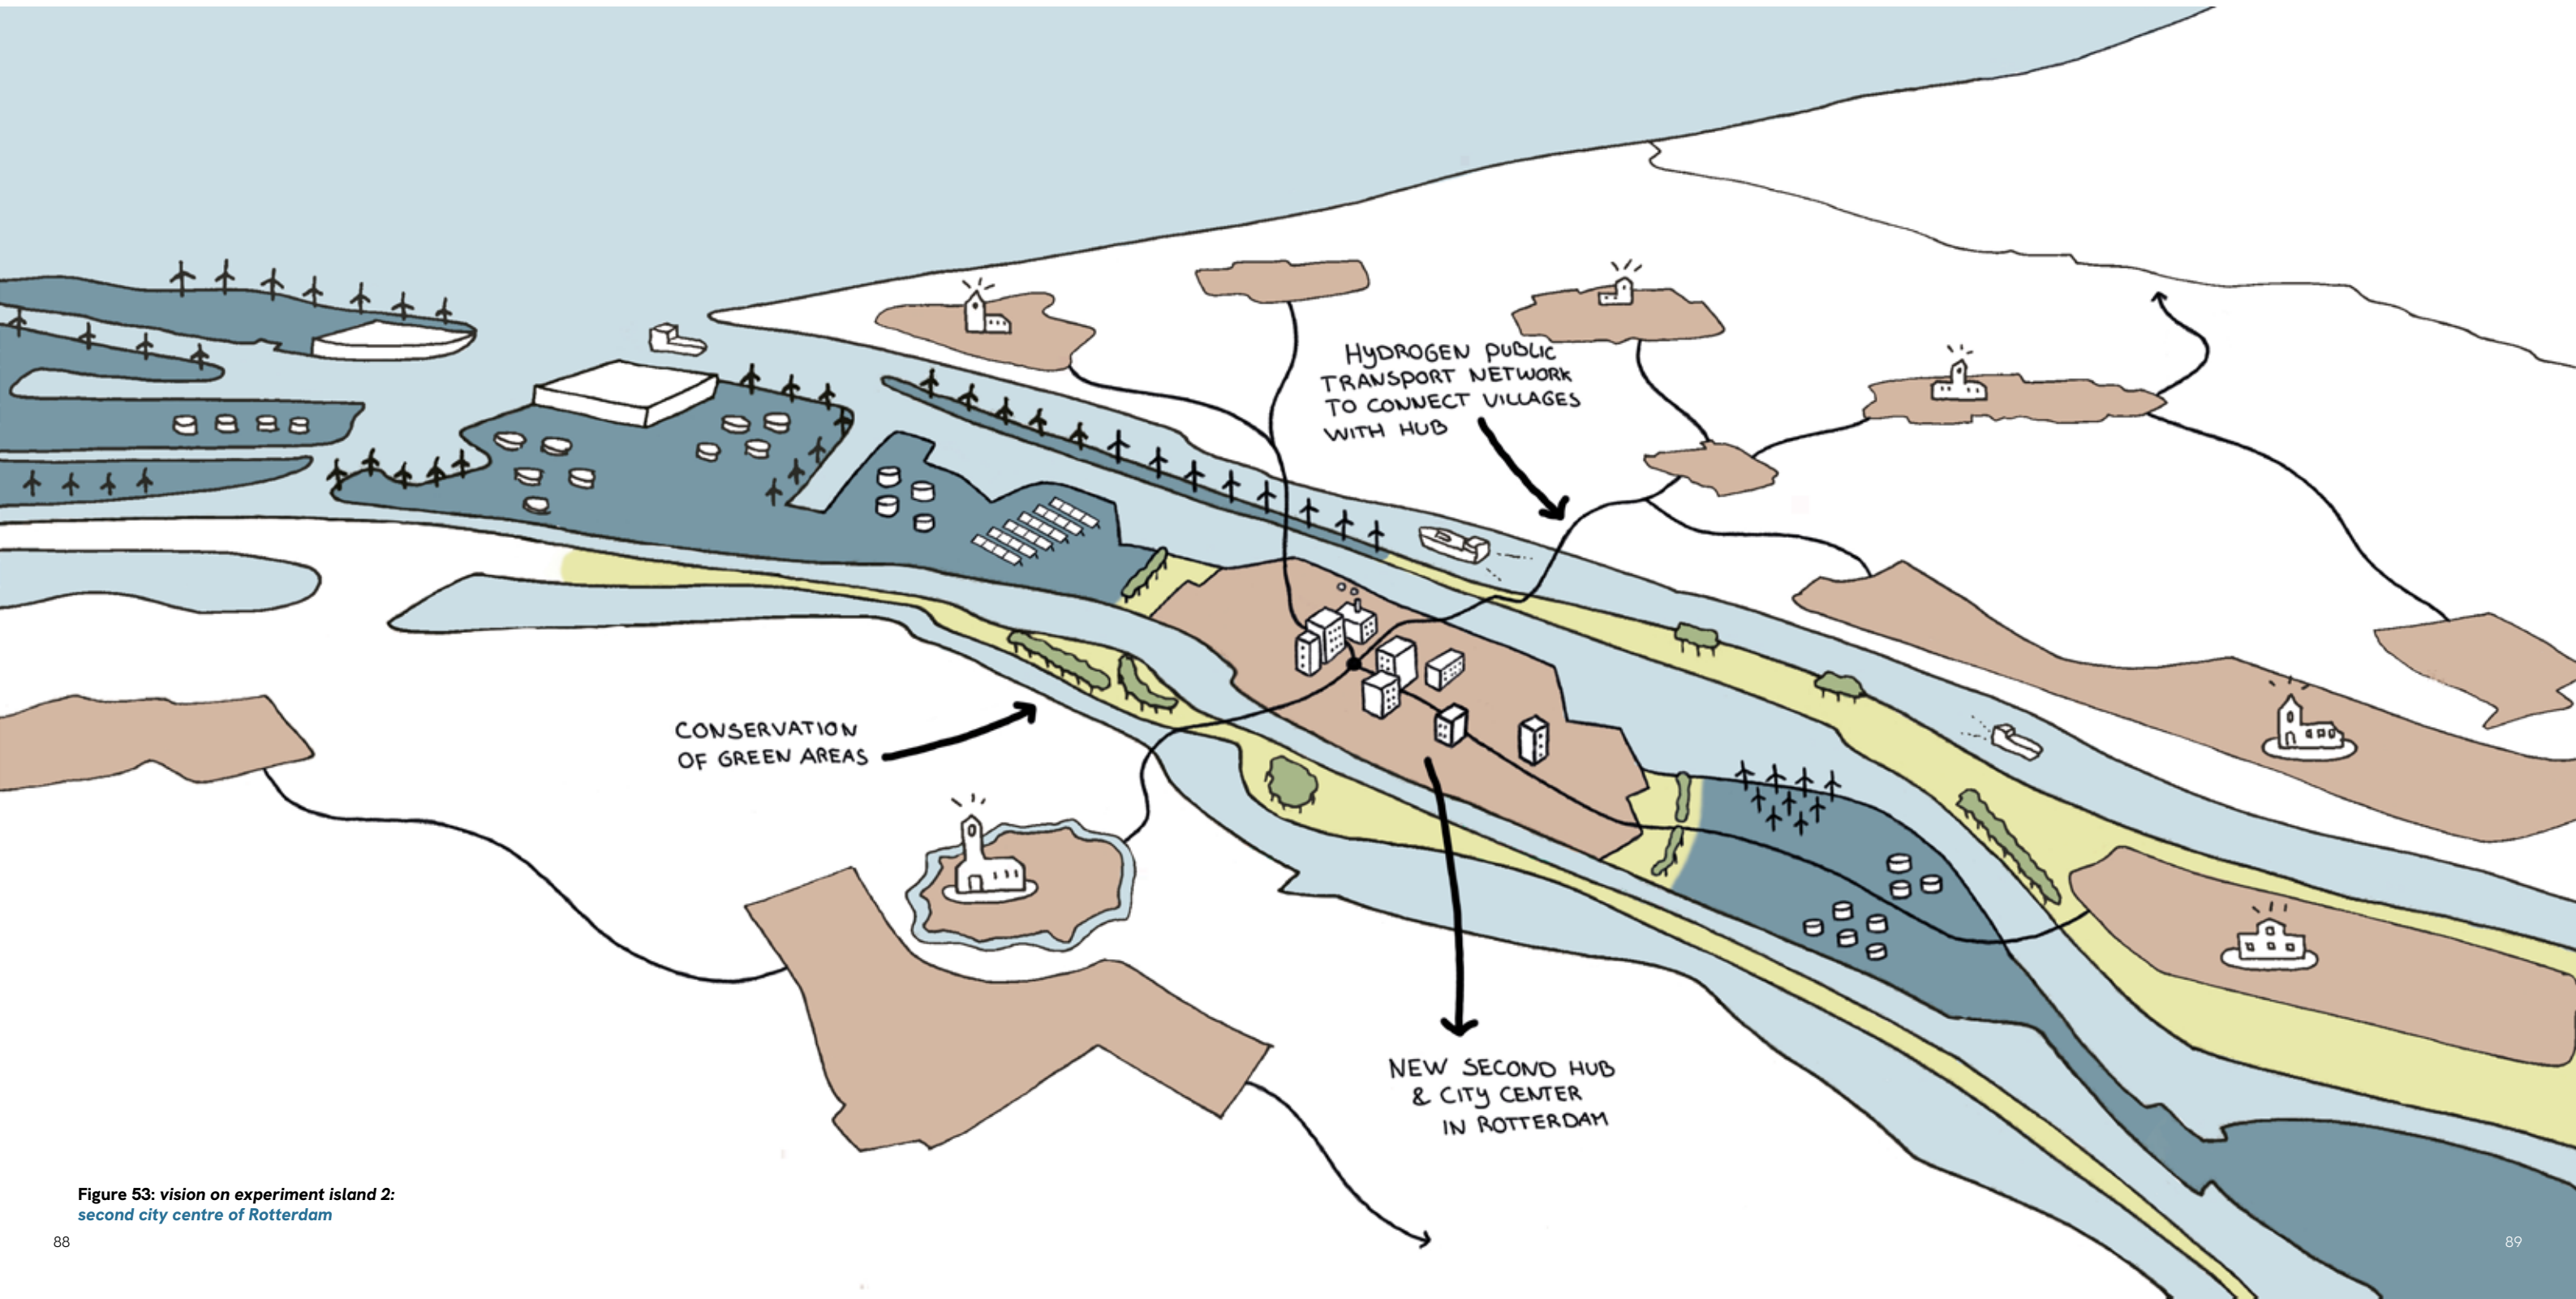 HyDROGEN PUBLIC
TRANSPORT NETWORK
TO CONNECT VILLAGES
WITH HUB
CONSERVATION
OF GREEN AREAS
NEW SECOND HUB
& CITy CENTER
IN ROTTERDAM
Figure 53: vision on experiment island 2:
second city centre of Rotterdam
88
89